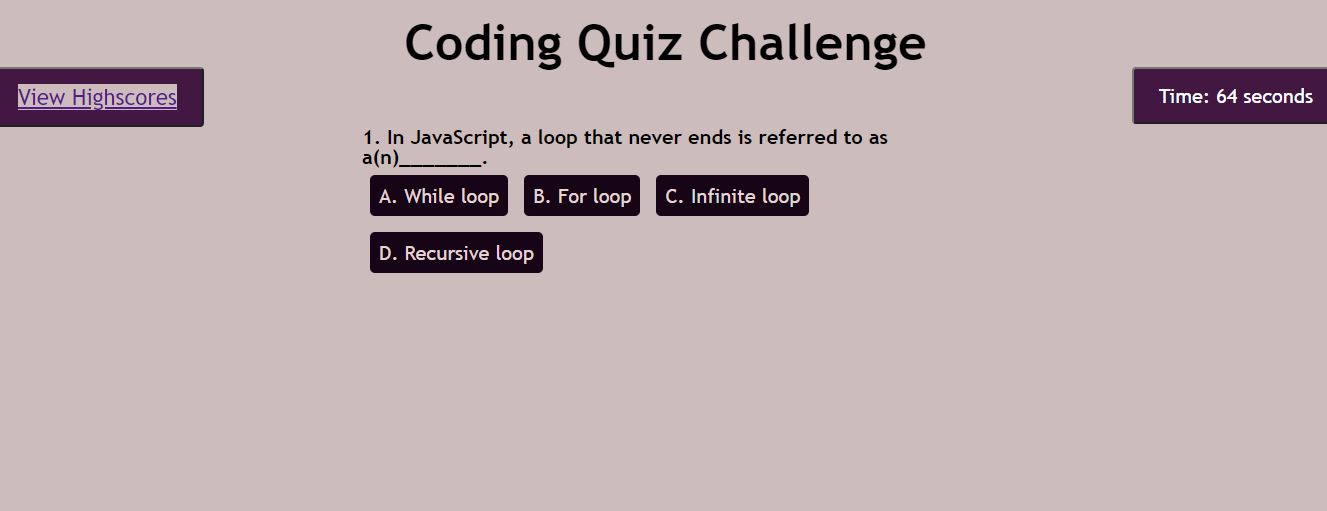 Coding Quiz Challenge
View Highscores
Time: 64 seconds
1. In JavaScript, a loop that never ends is referred to as
a(n)_______.
A. While loop
B. For loop
C. Infinite loop
D. Recursive loop